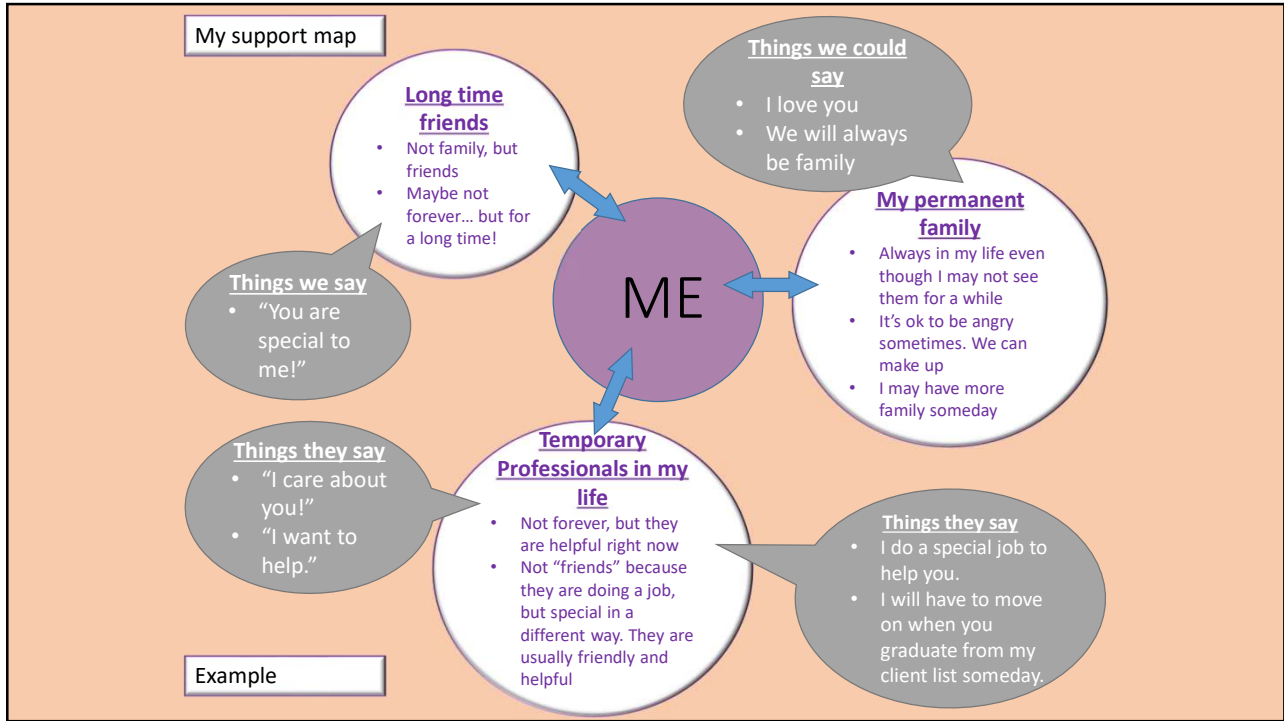 My support map
Long time
friends
• Not family, but
friends
• Maybe not
forever… but for
a long time!
Things we say
• “You are
special to
me!”
Things we could
say
• I love you
• We will always
be family
My permanent
family
• Always in my life even
though I may not see
them for a while
• It’s ok to be angry
sometimes. We can
make up
• I may have more
family someday
ME
Things they say
• “I care about
you!”
• “I want to
help.”
Temporary
Professionals in my
life
• Not forever, but they
are helpful right now
• Not “friends” because
they are doing a job,
but special in a
different way. They are
usually friendly and
helpful
Things they say
• I do a special job to
help you.
• I will have to move
on when you
graduate from my
client list someday.
Example